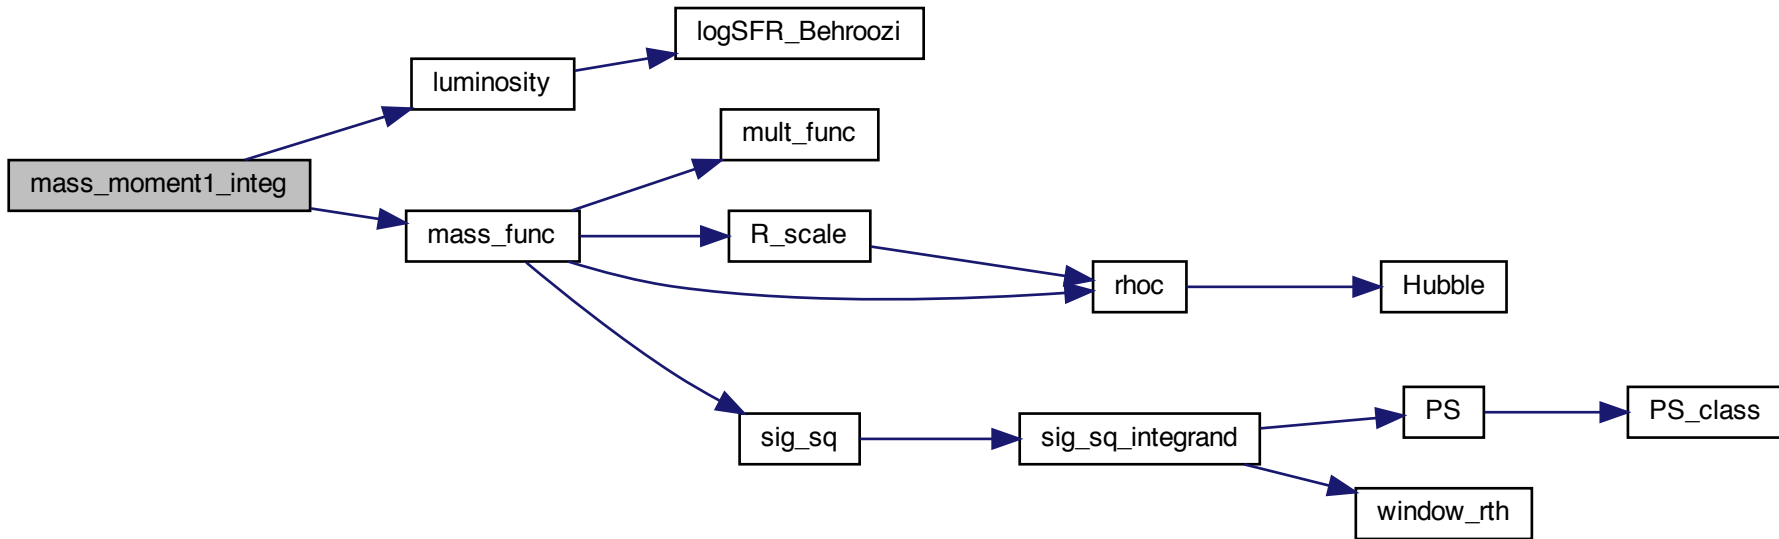 logSFR_Behroozi
luminosity
mult_func
mass_moment1_integ
mass_func
R_scale
rhoc
Hubble
sig_sq
sig_sq_integrand
PS
PS_class
window_rth